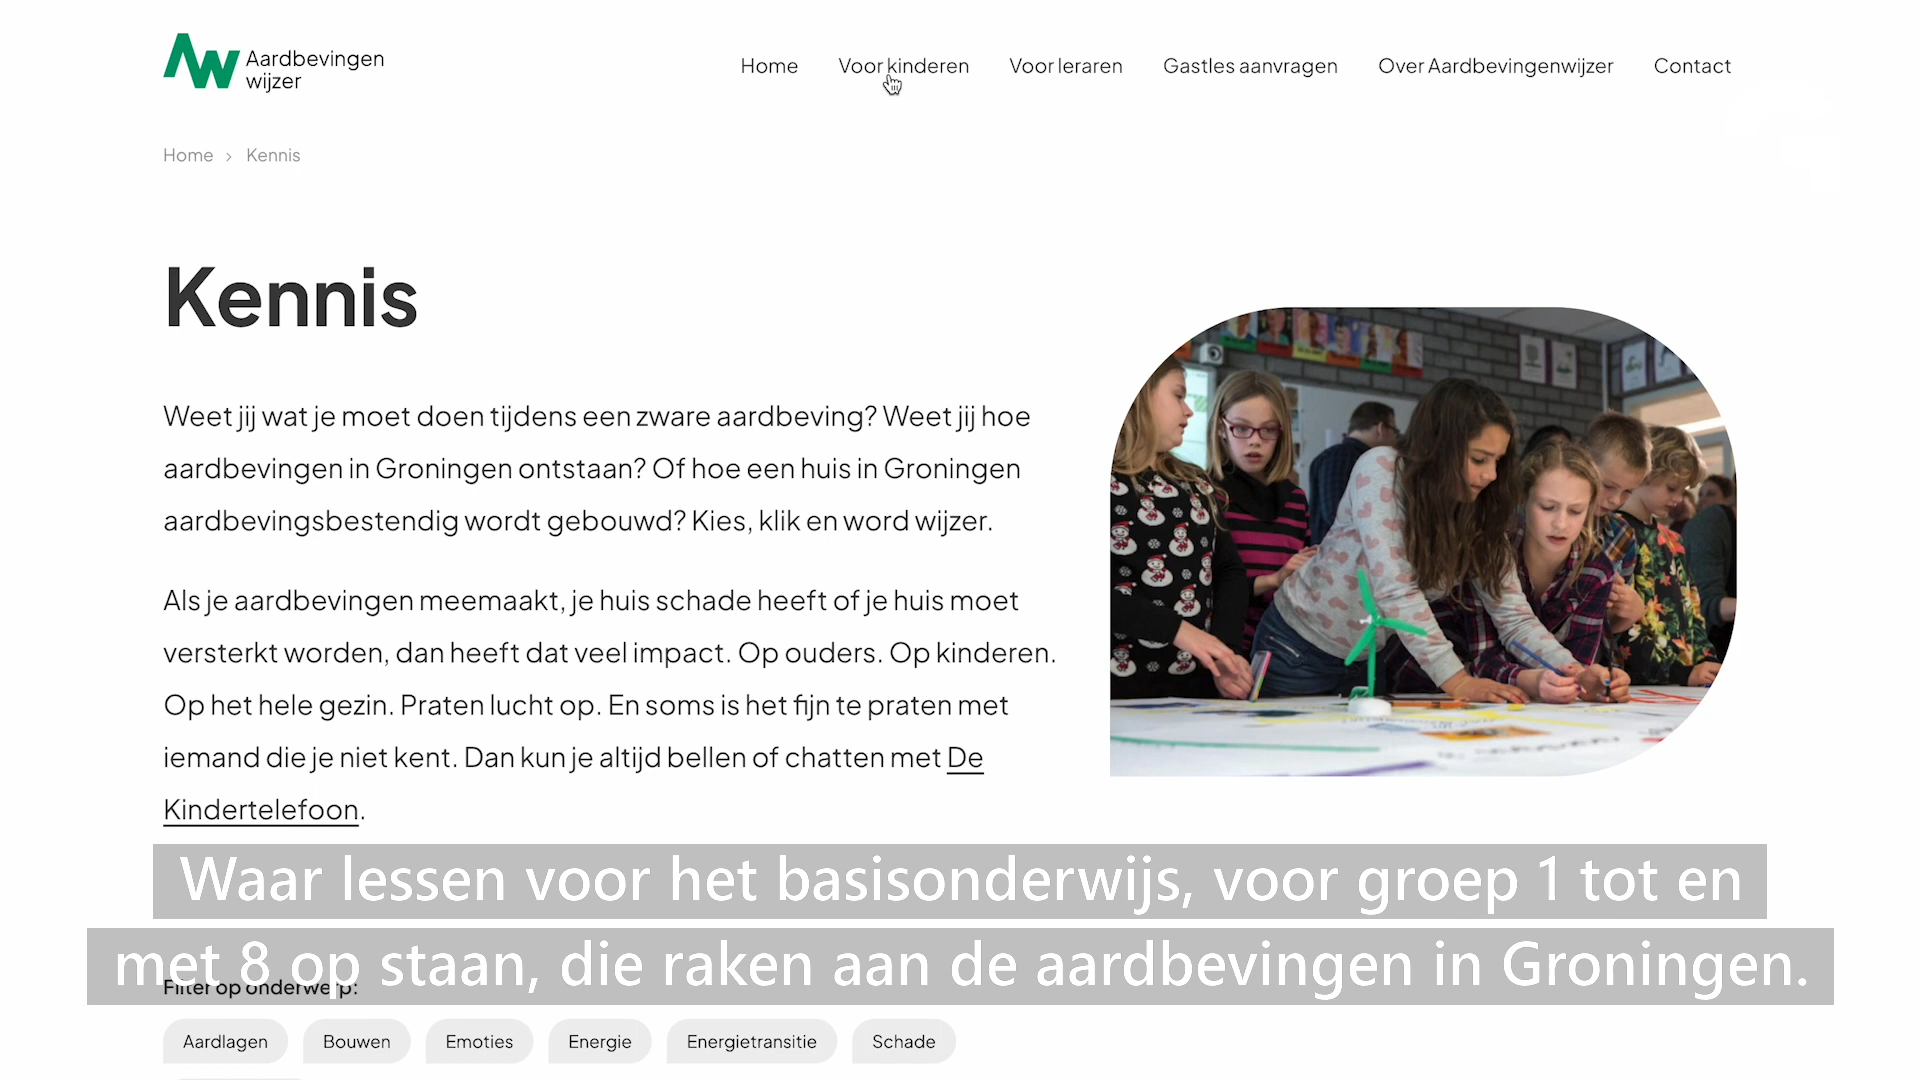 Aardbevingen
wijzer
Home Voor kinderen Voor leraren Gastles aanvragen Over Aardbevingenwijzer Contact
Home › Kennis
Kennis
Weet jij wat je moet doen tijdens een zware aardbeving? Weet jij hoe
aardbevingen in Groningen ontstaan? Of hoe een huis in Groningen
aardbevingsbestendig wordt gebouwd? Kies, klik en word wijzer.
Als je aardbevingen meemaakt, je huis schade heeft of je huis moet
versterkt worden, dan heeft dat veel impact. Op ouders. Op kinderen.
Op het hele gezin. Praten lucht op. En soms is het fijn te praten met
iemand die je niet kent. Dan kun je altijd bellen of chatten met De
Kindertelefoon.
Waar lessen voor het basisonderwijs, voor groep 1 tot en
met 8 op staan, die raken aan de aardbevingen in Groningen.
Filter op onderwerp:
Aardlagen Bouwen Emoties Energie Energietransitie Schade